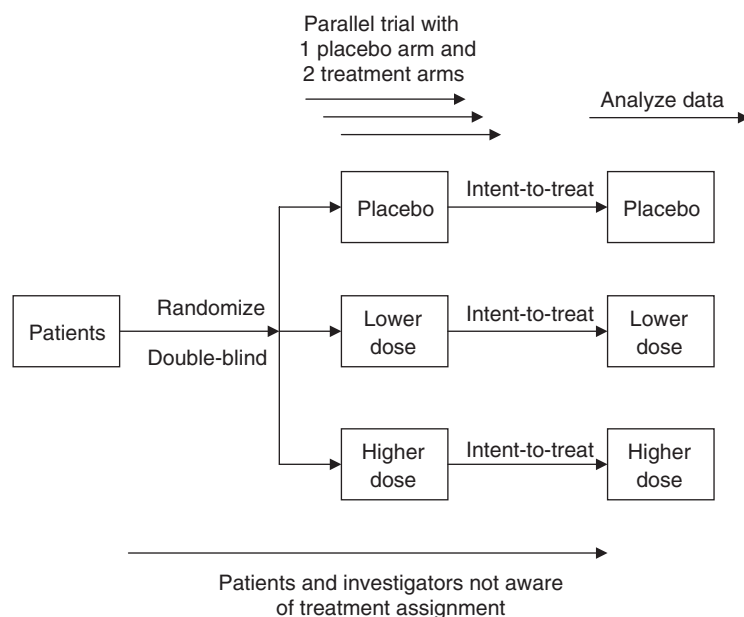 Parallel trial with
1 placebo arm and
2 treatment arms
Analyze data
Placebo
Intent-to-treat
Placebo
Patients
Randomize
Double-blind
Lower
dose
Intent-to-treat
Lower
dose
Higher
dose
Intent-to-treat
Higher
dose
Patients and investigators not aware
of treatment assignment